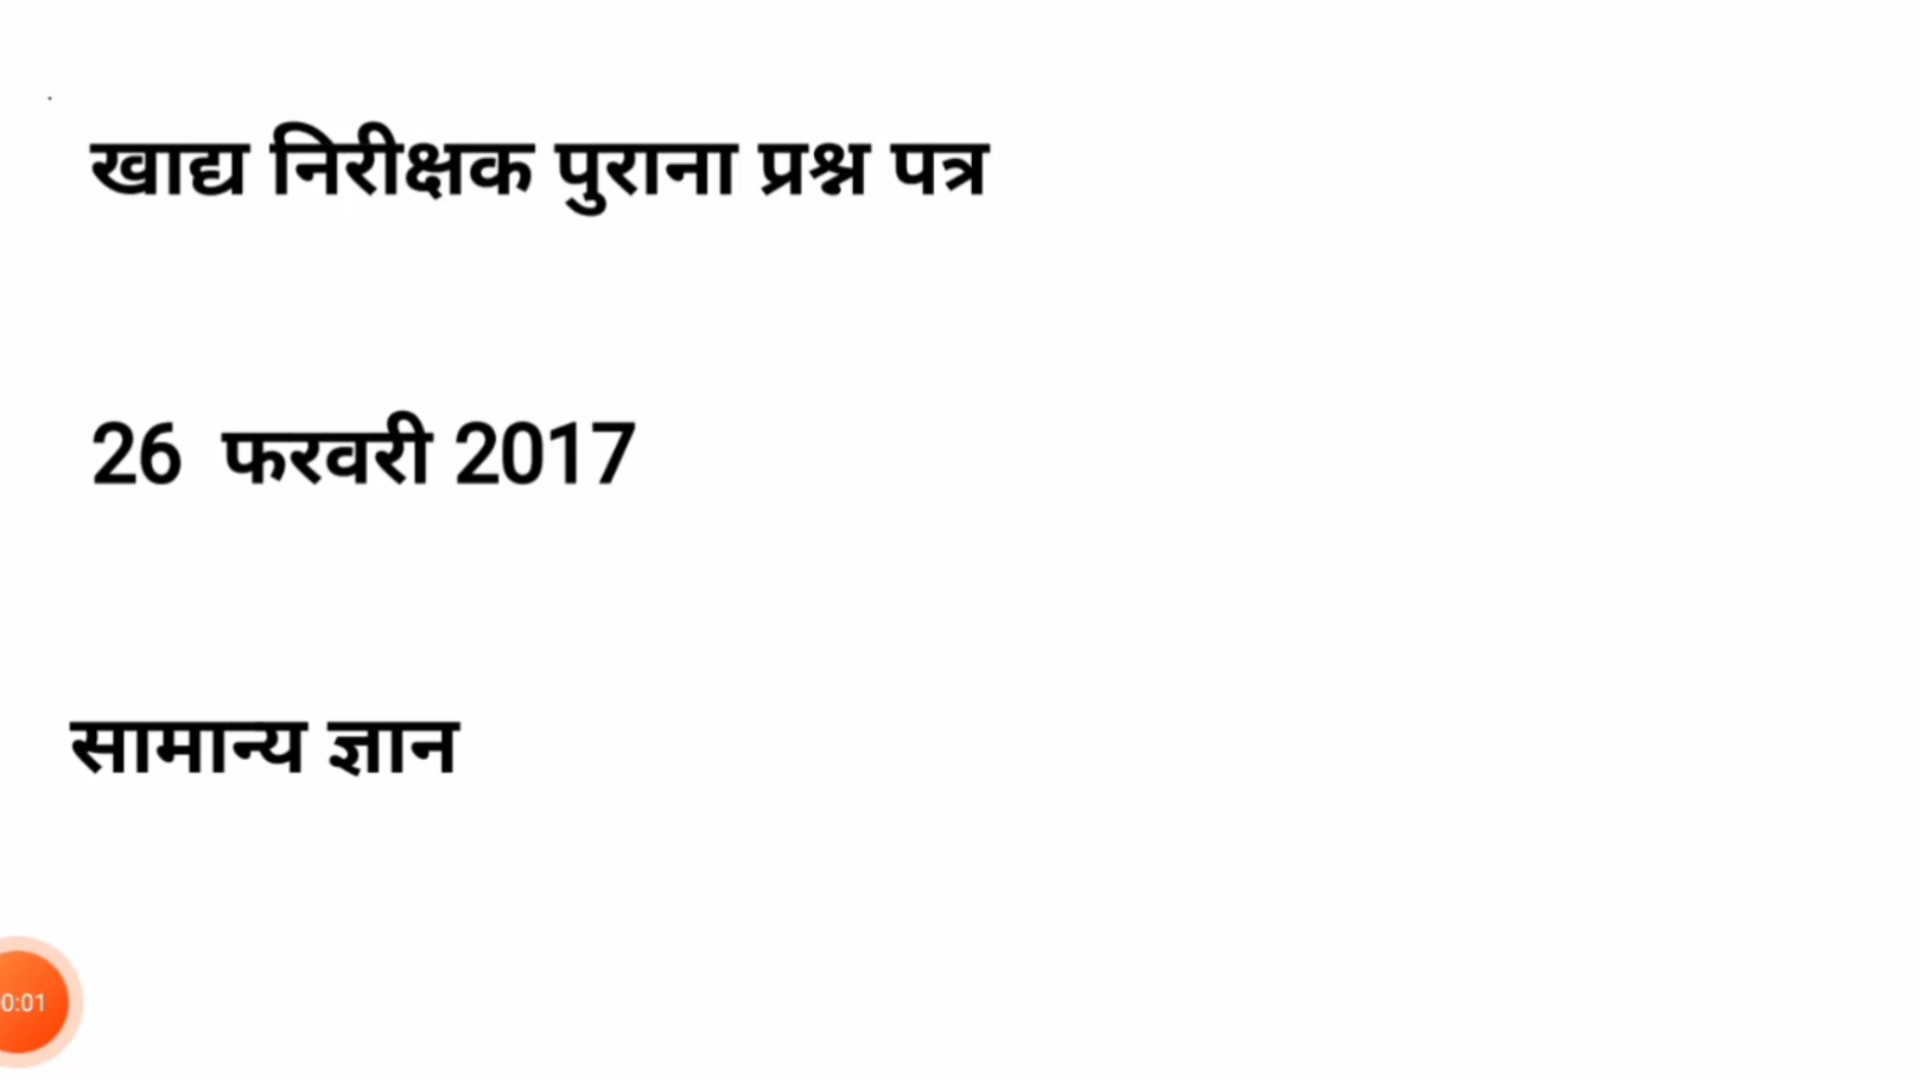 खाद्य निरीक्षक पुराना प्रश्न पत्र
26 फरवरी 2017
सामान्य ज्ञान
0:01